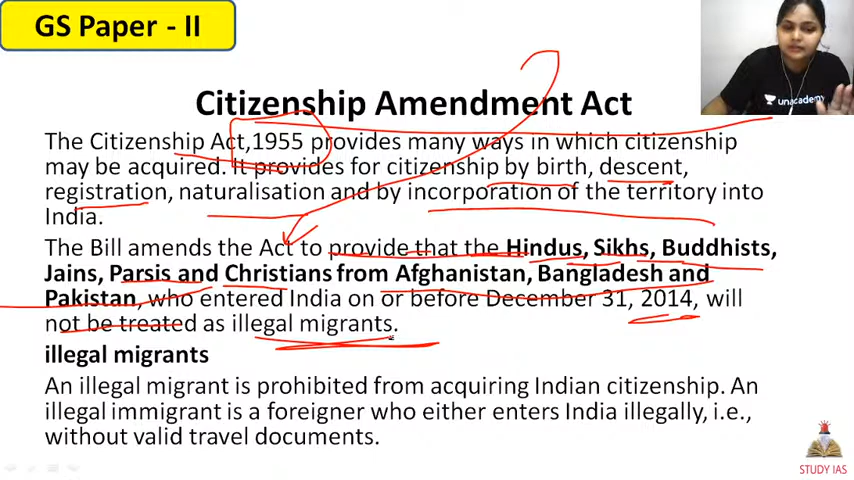 GS Paper - II
Citizenship Amendment Act
The Citizenship Act,1955 provides many ways in which citizenship
may be acquired. It provides for citizenship by birth, descent,
registration, naturalisation and by incorporation of the territory into
India.
The Bill amends the Act to provide that the Hindus, Sikhs, Buddhists,
Jains, Parsis and Christians from Afghanistan, Bangladesh and
Pakistan, who entered India on or before December 31, 2014, will
not be treated as illegal migrants.
illegal migrants
An illegal migrant is prohibited from acquiring Indian citizenship. An
illegal immigrant is a foreigner who either enters India illegally, i.e.,
without valid travel documents.
unacademy
STUDY IAS